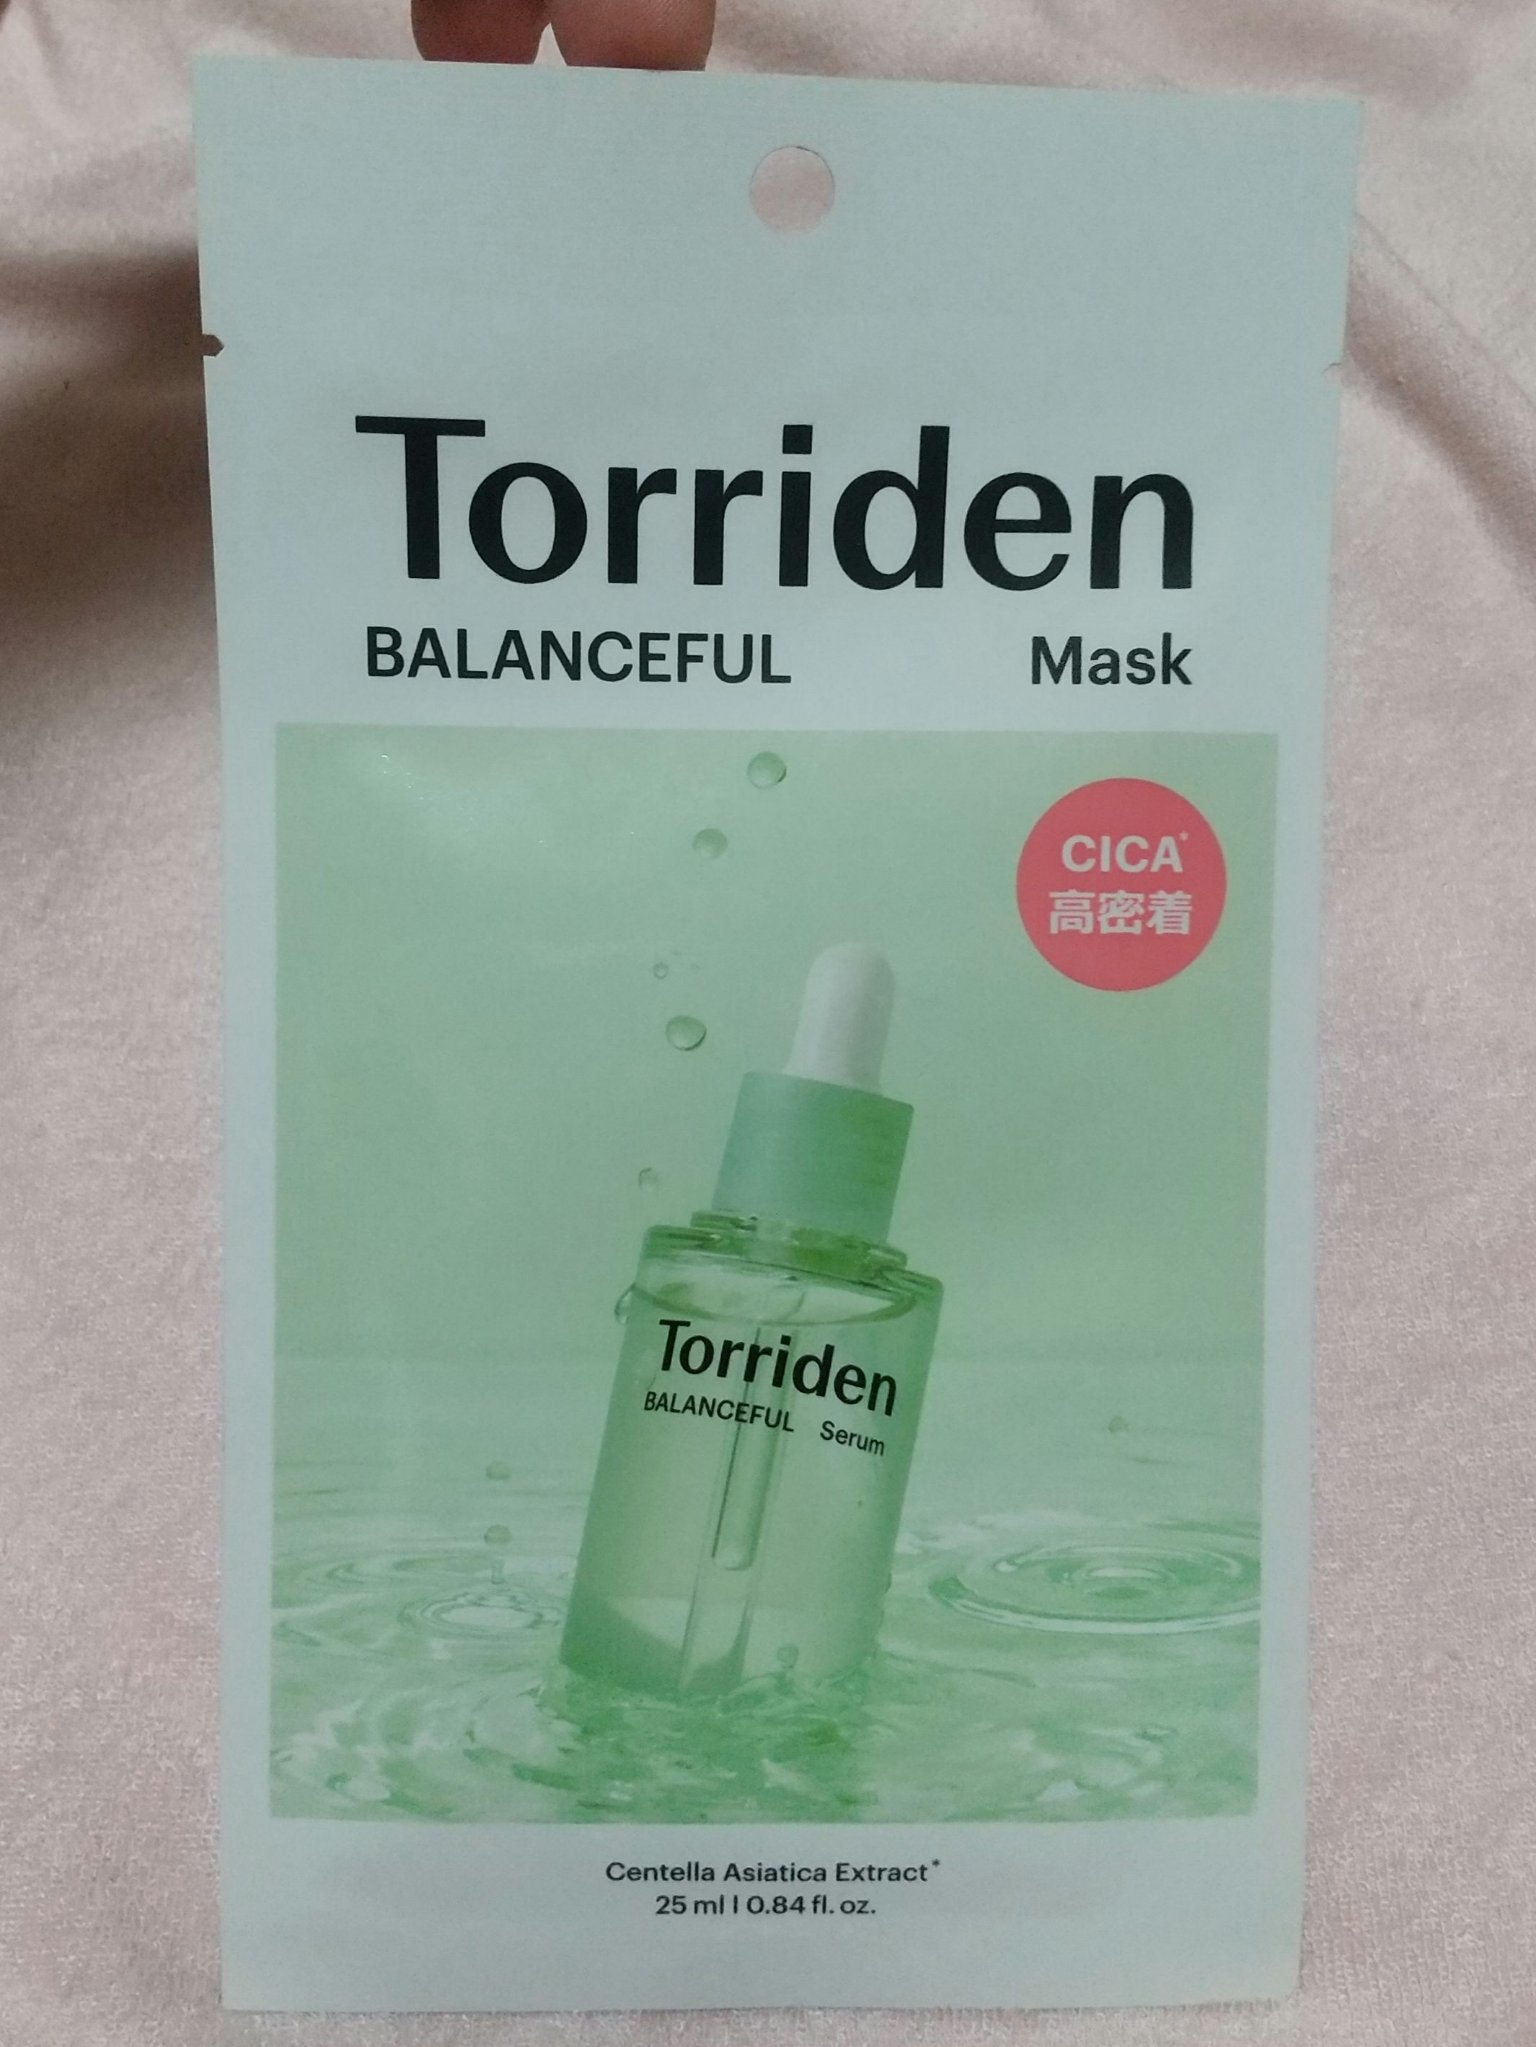 Torriden
BALANCEFUL Mask
CICA*
高密着
Torriden
BALANCEFUL Serum
Centella Asiatica Extract*
25 ml | 0.84 fl. oz.